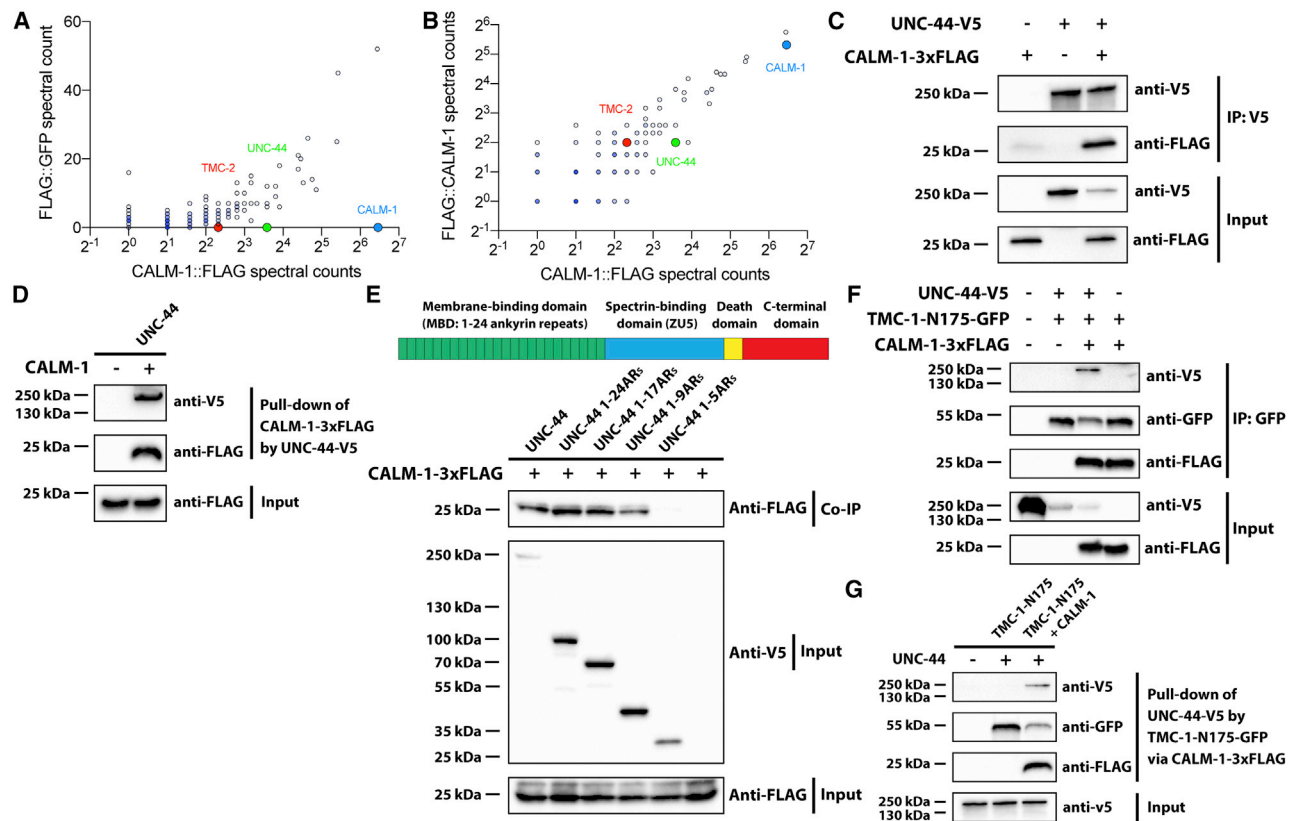 A
60
40
20
0
FLAG::GFP spectral count
TMC-2
UNC-44
CALM-1
2-1 20 21 22 23 24 25 26 27
CALM-1::FLAG spectral counts
B
26
25
24
23
22
21
20
2-1
FLAG::CALM-1 spectral count
TMC-2
CALM-1
UNC-44
20 21 22 23 24 25 26 27
CALM-1::FLAG spectral counts
C
UNC-44-V5 - + +
CALM-1-3xFLAG + - +
250 kDa anti-V5
IP: V5
25 kDa anti-FLAG
250 kDa anti-V5
Input
25 kDa anti-FLAG
D
UNC-44
CALM-1 - +
250 kDa
130 kDa
anti-V5
25 kDa anti-FLAG
Pull-down of
CALM-1-3xFLAG
by UNC-44-V5
25 kDa anti-FLAG Input
E
Membrane-binding domain
(MBD: 1-24 ankyrin repeats)
Spectrin-binding
domain (ZU5)
Death
domain
C-terminal
domain
UNC-44
UNC-44 1-24ARs
UNC-44 1-17ARs
UNC-44 1-9ARs
UNC-44 1-5ARs
CALM-1-3xFLAG + + + + + +
25 kDa Anti-FLAG Co-IP
250 kDa
130 kDa
100 kDa
70 kDa
55 kDa
35 kDa
25 kDa
Anti-V5 Input
25 kDa Anti-FLAG Input
F
UNC-44-V5 - + + -
TMC-1-N175-GFP - + + +
CALM-1-3xFLAG - - + +
250 kDa
130 kDa
anti-V5
55 kDa anti-GFP
IP: GFP
25 kDa anti-FLAG
250 kDa
130 kDa
anti-V5
Input
25 kDa anti-FLAG
G
TMC-1-N175
TMC-1-N175
+ CALM-1
UNC-44 - + +
250 kDa
130 kDa
anti-V5
55 kDa anti-GFP
25 kDa anti-FLAG
Pull-down of
UNC-44-V5 by
TMC-1-N175-GFP
via CALM-1-3xFLAG
250 kDa
130 kDa
anti-v5 Input